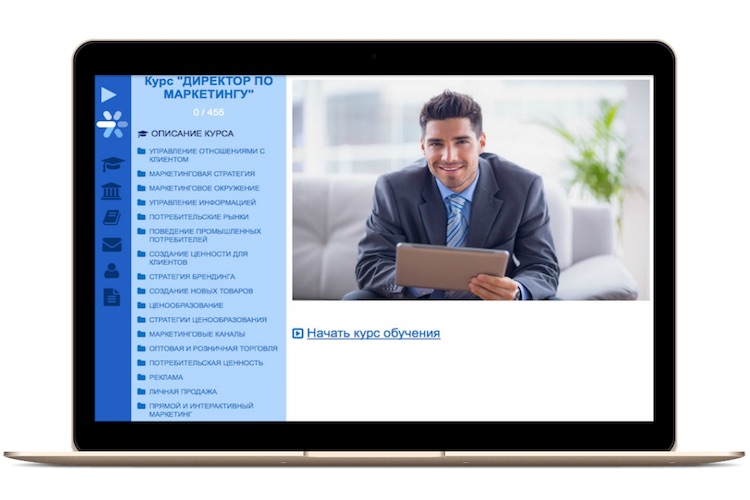 Курс "ДИРЕКТОР ПО
МАРКЕТИНГУ"
0 / 455
ОПИСАНИЕ КУРСА
УПРАВЛЕНИЕ ОТНОШЕНИЯМИ С
КЛИЕНТОМ
МАРКЕТИНГОВАЯ СТРАТЕГИЯ
МАРКЕТИНГОВОЕ ОКРУЖЕНИЕ
УПРАВЛЕНИЕ ИНФОРМАЦИЕЙ
ПОТРЕБИТЕЛЬСКИЕ РЫНКИ
ПОВЕДЕНИЕ ПРОМЫШЛЕННЫХ
ПОТРЕБИТЕЛЕЙ
СОЗДАНИЕ ЦЕННОСТИ ДЛЯ
КЛИЕНТОВ
СТРАТЕГИЯ БРЕНДИНГА
СОЗДАНИЕ НОВЫХ ТОВАРОВ
ЦЕНООБРАЗОВАНИЕ
СТРАТЕГИИ ЦЕНООБРАЗОВАНИЯ
МАРКЕТИНГОВЫЕ КАНАЛЫ
ОПТОВАЯ И РОЗНИЧНАЯ ТОРГОВЛЯ
ПОТРЕБИТЕЛЬСКАЯ ЦЕННОСТЬ
РЕКЛАМА
ЛИЧНАЯ ПРОДАЖА
ПРЯМОЙ И ИНТЕРАКТИВНЫЙ
МАРКЕТИНГ
Начать курс обучения